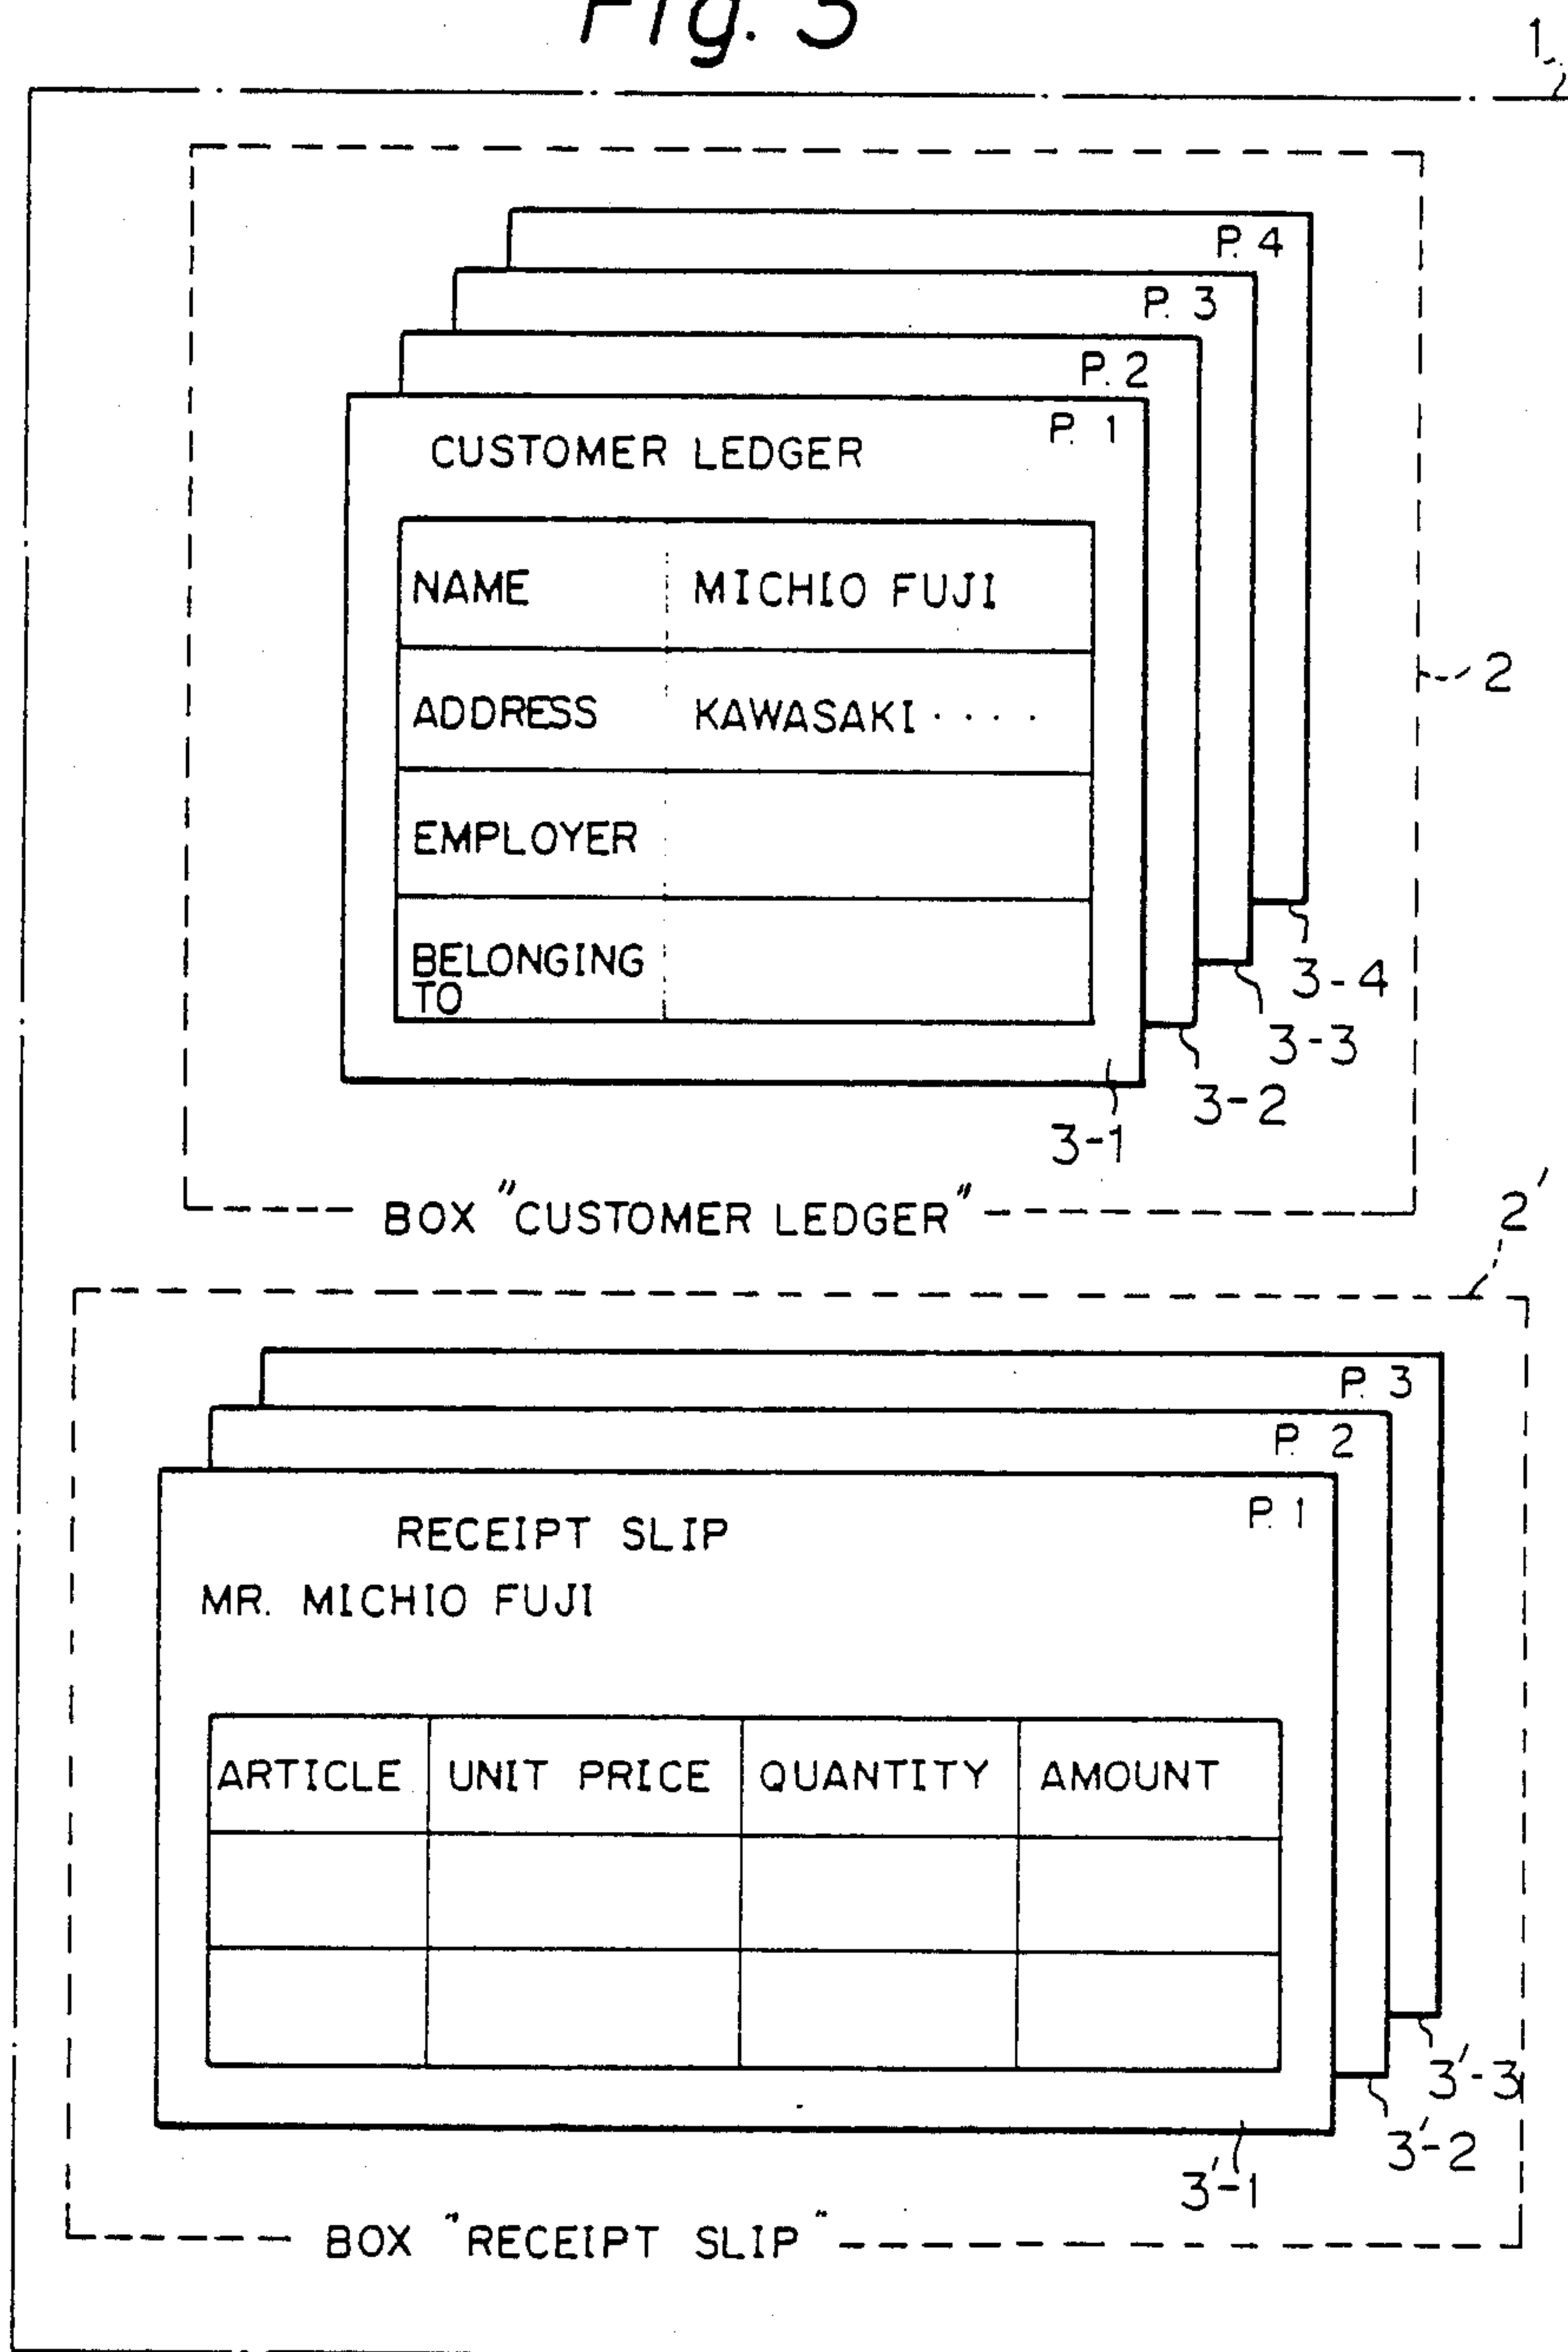 Fig. 3
1
P. 4
P. 3
P. 2
P. 1
CUSTOMER LEDGER
NAME MICHIO FUJI
ADDRESS KAWASAKI ····
2
EMPLOYER
BELONGING
TO
3-4
3-3
3-2
3-1
BOX "CUSTOMER LEDGER"
2'
P. 3
P. 2
P. 1
RECEIPT SLIP
MR. MICHIO FUJI
ARTICLE UNIT PRICE QUANTITY AMOUNT
3'-3
3'-2
3'-1
BOX "RECEIPT SLIP"